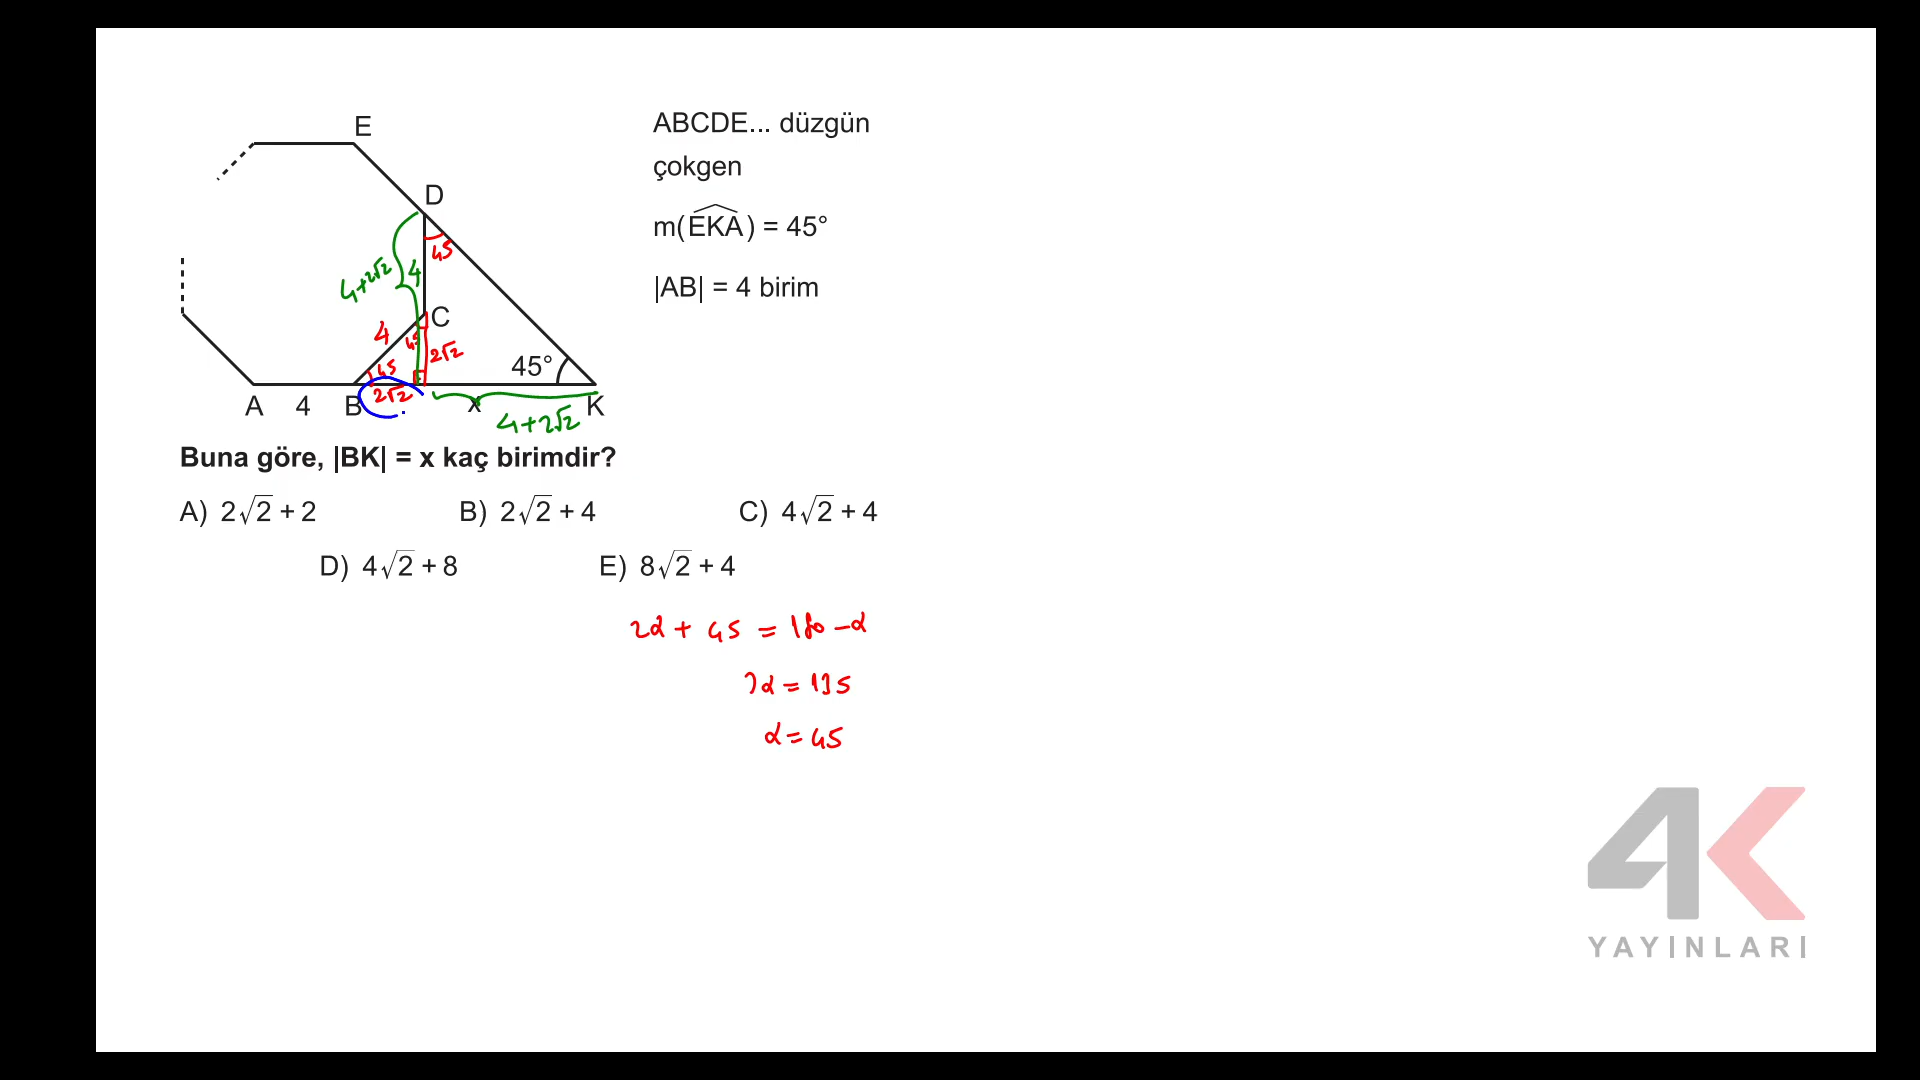 E
D
45
4+2√2
4
C
4
45
2√2
45
45°
2√2
A 4 B x K
4+2√2
ABCDE... düzgün
çokgen
m(EKA) = 45°
|AB| = 4 birim
Buna göre, |BK| = x kaç birimdir?
A) 2√2 + 2 B) 2√2 + 4 C) 4√2 + 4
D) 4√2 + 8 E) 8√2 + 4
2α + 45 = 180 - α
3α = 135
α = 45
4K
YAYINLARI